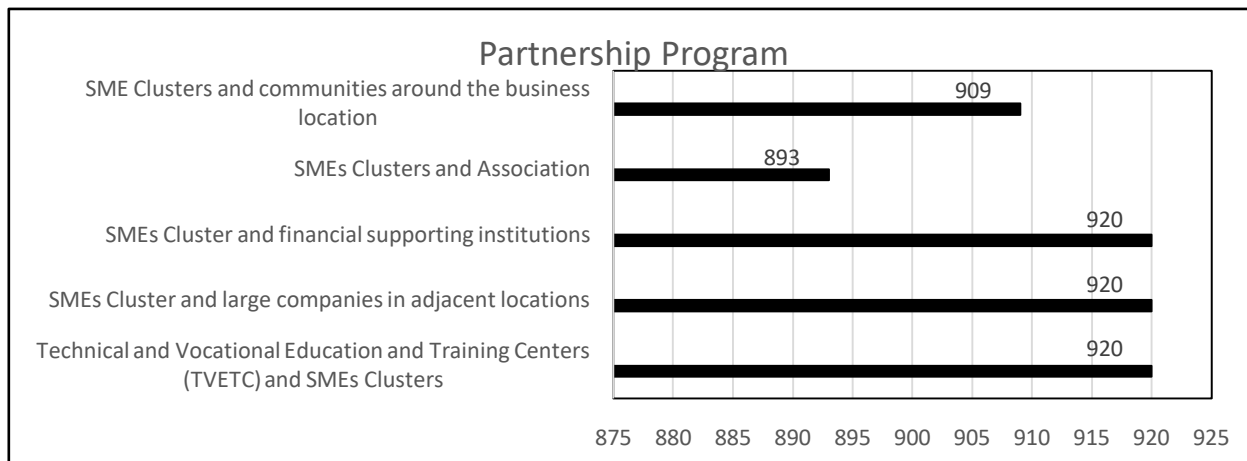 Partnership Program
SME Clusters and communities around the business
location
909
SMEs Clusters and Association
893
SMEs Cluster and financial supporting institutions
920
SMEs Cluster and large companies in adjacent locations
920
Technical and Vocational Education and Training Centers
(TVETC) and SMEs Clusters
920
875 880 885 890 895 900 905 910 915 920 925